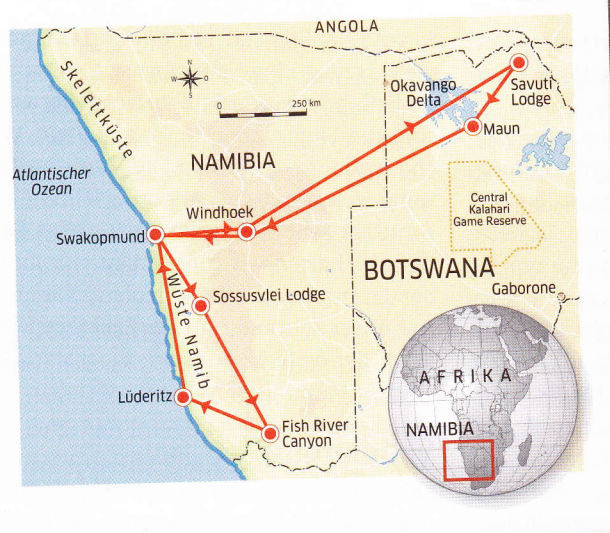 ANGOLA
Skelettküste
N
W
O
S
0
250 km
Okavango
Delta
Savuti
Lodge
Maun
NAMIBIA
Atlantischer
Ozean
Windhoek
Central
Kalahari
Game Reserve
Swakopmund
BOTSWANA
Gaborone
Wüste Namib
Sossusvlei Lodge
AFRIKA
Lüderitz
Fish River
Canyon
NAMIBIA